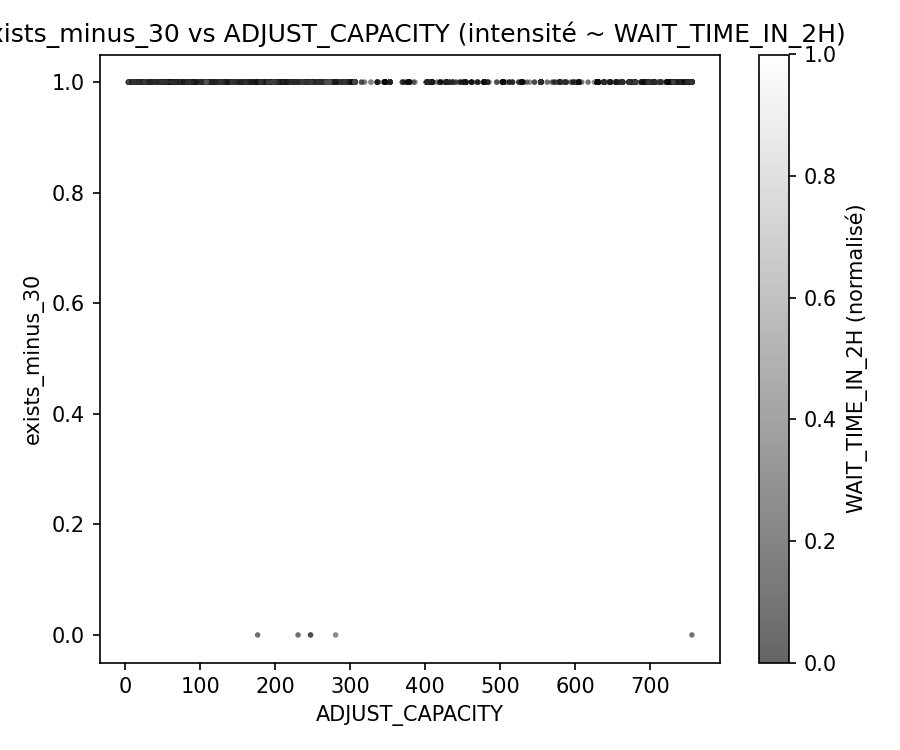 xists_minus_30 vs ADJUST_CAPACITY (intensité ~ WAIT_TIME_IN_2H)
1.0
0.8
0.6
0.4
0.2
0.0
exists_minus_30
0 100 200 300 400 500 600 700
ADJUST_CAPACITY
1.0
0.8
0.6
0.4
0.2
0.0
WAIT_TIME_IN_2H (normalisé)